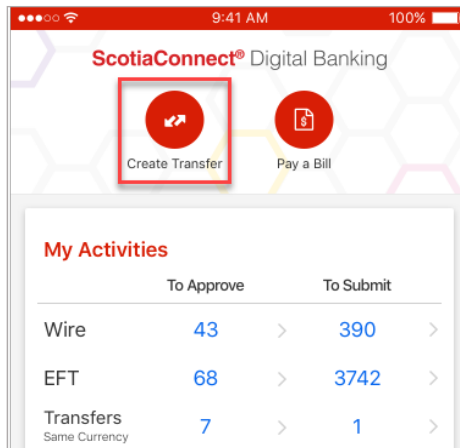 9:41 AM 100%
ScotiaConnect® Digital Banking
Create Transfer Pay a Bill
My Activities
To Approve To Submit
Wire 43 390
EFT 68 3742
Transfers 7 1
Same Currency